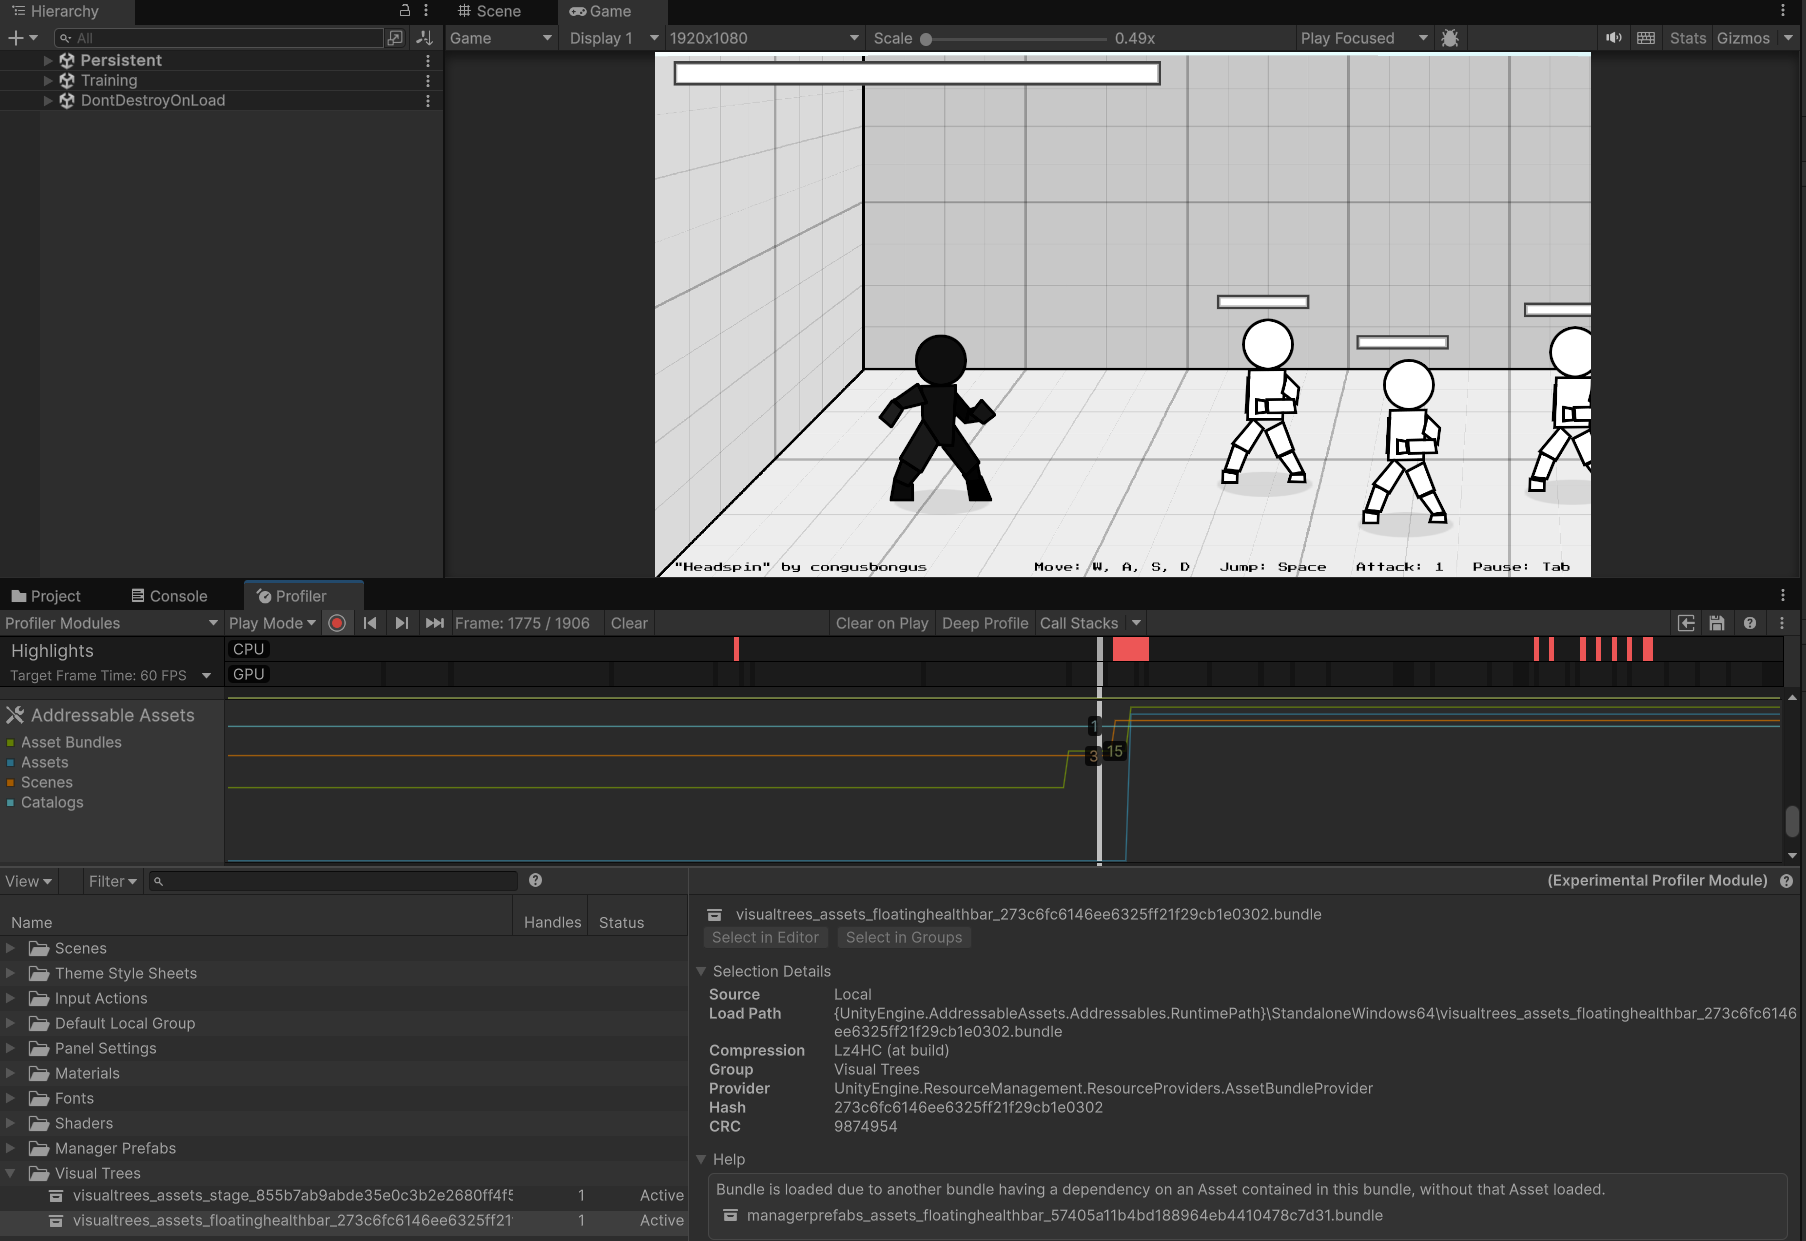 Hierarchy
All
Persistent
Training
DontDestroyOnLoad
Scene
Game
Game
Display 1
1920x1080
Scale
0.49x
Play Focused
Stats
Gizmos
"Headspin" by congusbongus
Move: W, A, S, D
Jump: Space
Attack: 1
Pause: Tab
Project
Console
Profiler
Profiler Modules
Play Mode
Frame: 1775 / 1906
Clear
Clear on Play
Deep Profile
Call Stacks
Highlights
Target Frame Time: 60 FPS
CPU
GPU
Addressable Assets
Asset Bundles
Assets
Scenes
Catalogs
1
3
15
View
Filter
(Experimental Profiler Module)
Name
Handles
Status
Scenes
Theme Style Sheets
Input Actions
Default Local Group
Panel Settings
Materials
Fonts
Shaders
Manager Prefabs
Visual Trees
visualtrees_assets_stage_855b7ab9abde35e0c3b2e2680ff4f5 1 Active
visualtrees_assets_floatinghealthbar_273c6fc6146ee6325ff21 1 Active
visualtrees_assets_floatinghealthbar_273c6fc6146ee6325ff21f29cb1e0302.bundle
Select in Editor
Select in Groups
Selection Details
Source Local
Load Path {UnityEngine.AddressableAssets.Addressables.RuntimePath}\StandaloneWindows64\visualtrees_assets_floatinghealthbar_273c6fc6146
ee6325ff21f29cb1e0302.bundle
Compression Lz4HC (at build)
Group Visual Trees
Provider UnityEngine.ResourceManagement.ResourceProviders.AssetBundleProvider
Hash 273c6fc6146ee6325ff21f29cb1e0302
CRC 9874954
Help
Bundle is loaded due to another bundle having a dependency on an Asset contained in this bundle, without that Asset loaded.
managerprefabs_assets_floatinghealthbar_57405a11b4bd188964eb4410478c7d31.bundle